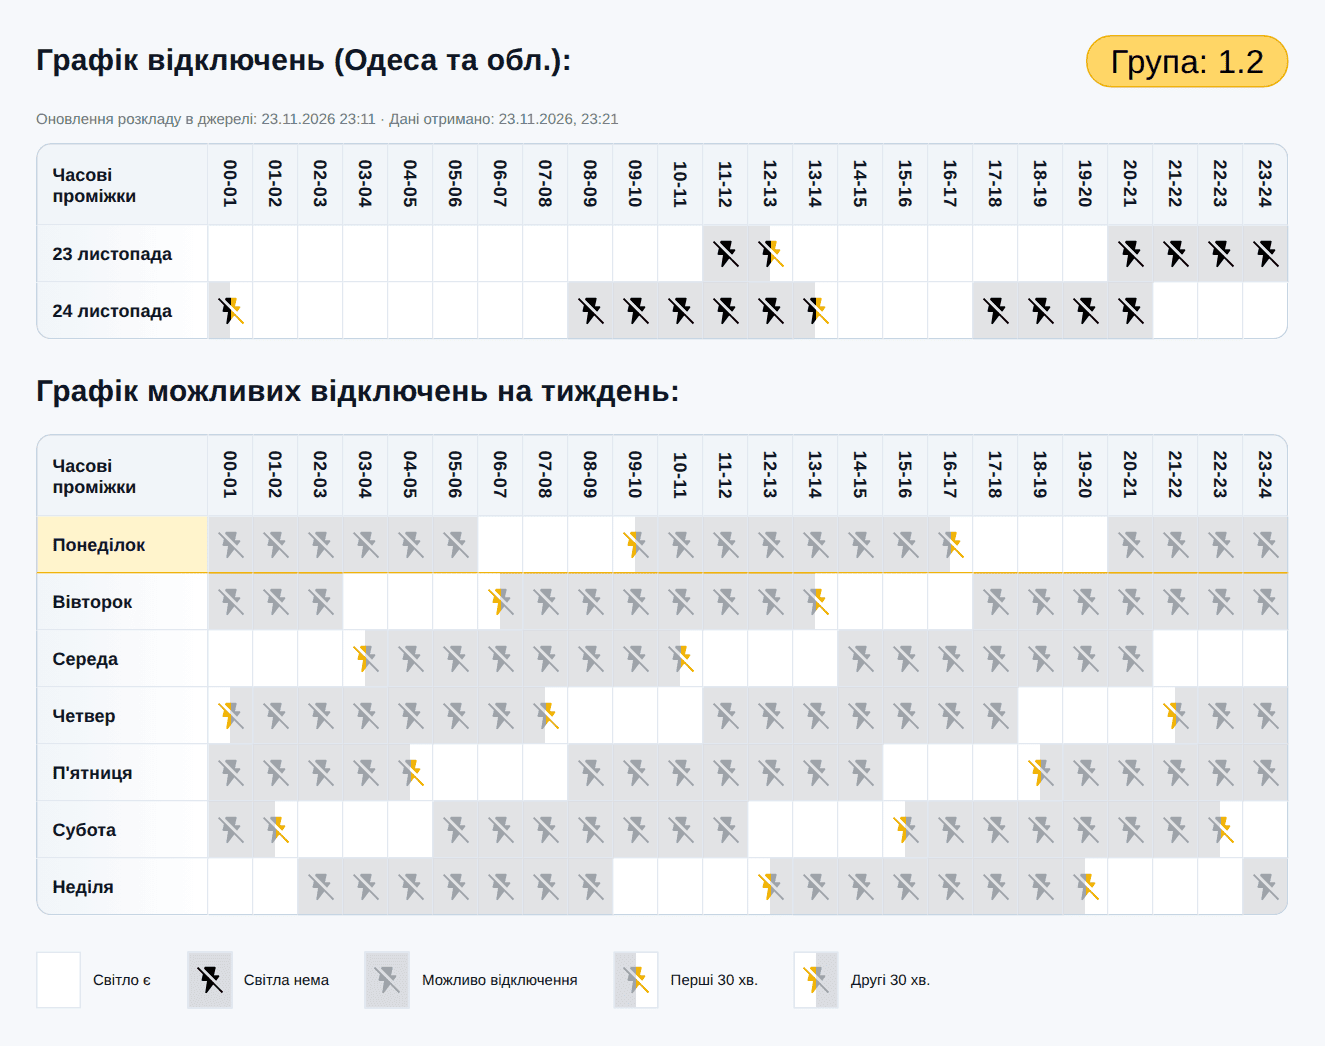 Графік відключень (Одеса та обл.):
Група: 1.2
Оновлення розкладу в джерелі: 23.11.2026 23:11 · Дані отримано: 23.11.2026, 23:21
Часові проміжки 00-01 01-02 02-03 03-04 04-05 05-06 06-07 07-08 08-09 09-10 10-11 11-12 12-13 13-14 14-15 15-16 16-17 17-18 18-19 19-20 20-21 21-22 22-23 23-24
23 листопада
24 листопада
Графік можливих відключень на тиждень:
Часові проміжки 00-01 01-02 02-03 03-04 04-05 05-06 06-07 07-08 08-09 09-10 10-11 11-12 12-13 13-14 14-15 15-16 16-17 17-18 18-19 19-20 20-21 21-22 22-23 23-24
Понеділок
Вівторок
Середа
Четвер
П'ятниця
Субота
Неділя
Світло є Світла нема Можливо відключення Перші 30 хв. Другі 30 хв.